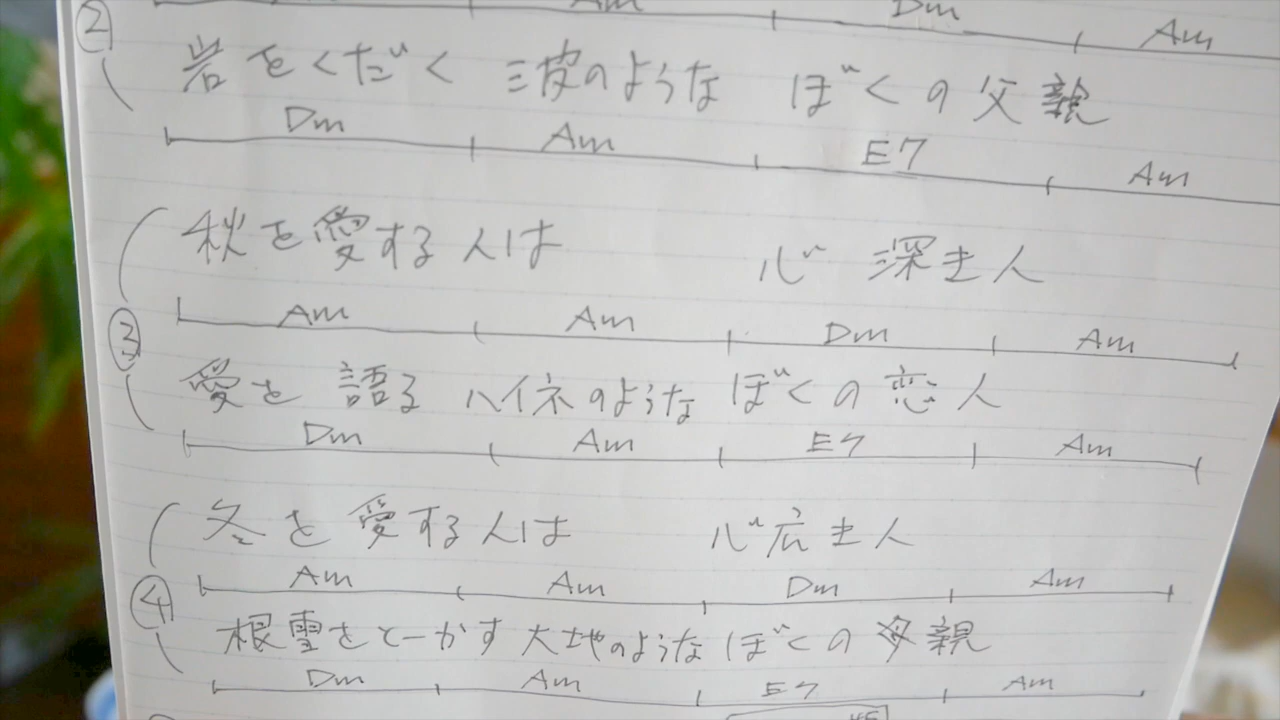 Am Dm Am
② 岩をくだく 波のような ぼくの父親
Dm Am E7 Am
秋を愛する人は 心 深き人
Am Am Dm Am
③ 愛を 語る ハイネのような ぼくの 恋人
Dm Am E7 Am
冬を 愛する人は 心広き人
Am Am Dm Am
④ 根雪をとーかす 大地のような ぼくの 母親
Dm Am E7 Am